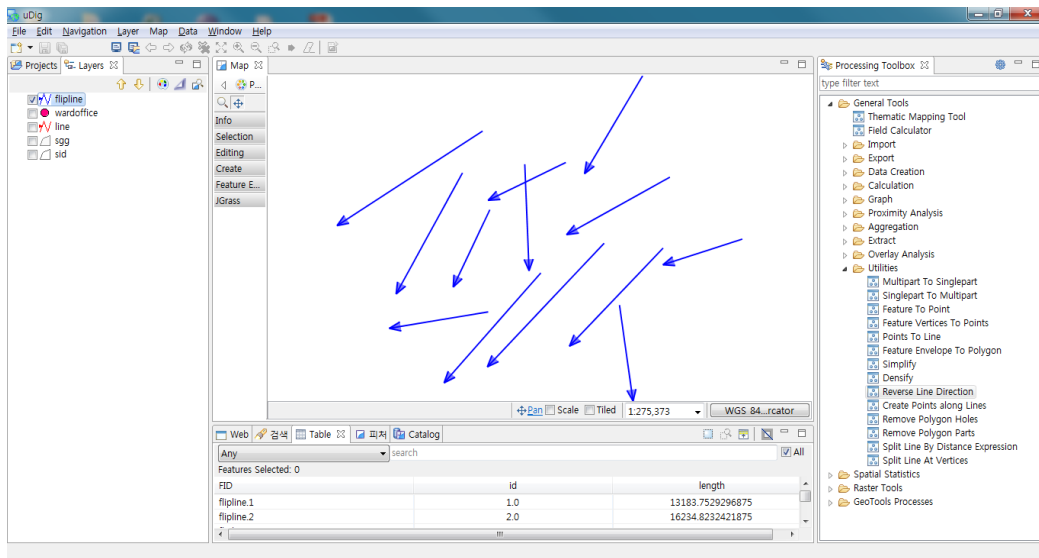 uDig
File Edit Navigation Layer Map Data Window Help
Projects Layers
flipline
wardoffice
line
sgg
sid
Map
P...
Info
Selection
Editing
Create
Feature E...
JGrass
Pan Scale Tiled 1:275,373 WGS 84...rcator
Web 검색 Table 피처 Catalog
Any search All
Features Selected: 0
FID id length
flipline.1 1.0 13183.7529296875
flipline.2 2.0 16234.8232421875
Processing Toolbox
type filter text
General Tools
Thematic Mapping Tool
Field Calculator
Import
Export
Data Creation
Calculation
Graph
Proximity Analysis
Aggregation
Extract
Overlay Analysis
Utilities
Multipart To Singlepart
Singlepart To Multipart
Feature To Point
Feature Vertices To Points
Points To Line
Feature Envelope To Polygon
Simplify
Densify
Reverse Line Direction
Create Points along Lines
Remove Polygon Holes
Remove Polygon Parts
Split Line By Distance Expression
Split Line At Vertices
Spatial Statistics
Raster Tools
GeoTools Processes